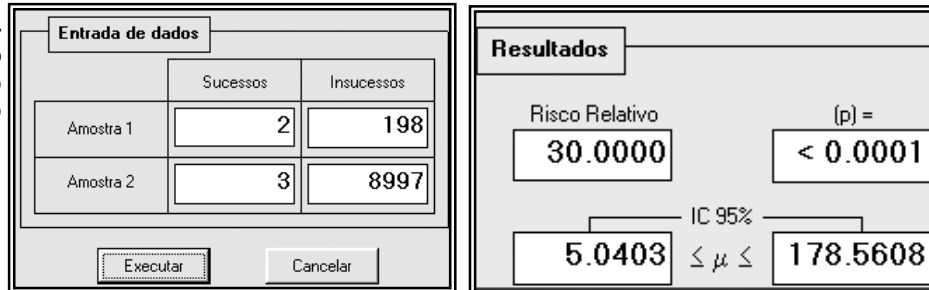 Entrada de dados
Sucessos Insucessos
Amostra 1 2 198
Amostra 2 3 8997
Executar Cancelar
Resultados
Risco Relativo (p) =
30.0000 < 0.0001
IC 95%
5.0403 ≤ μ ≤ 178.5608